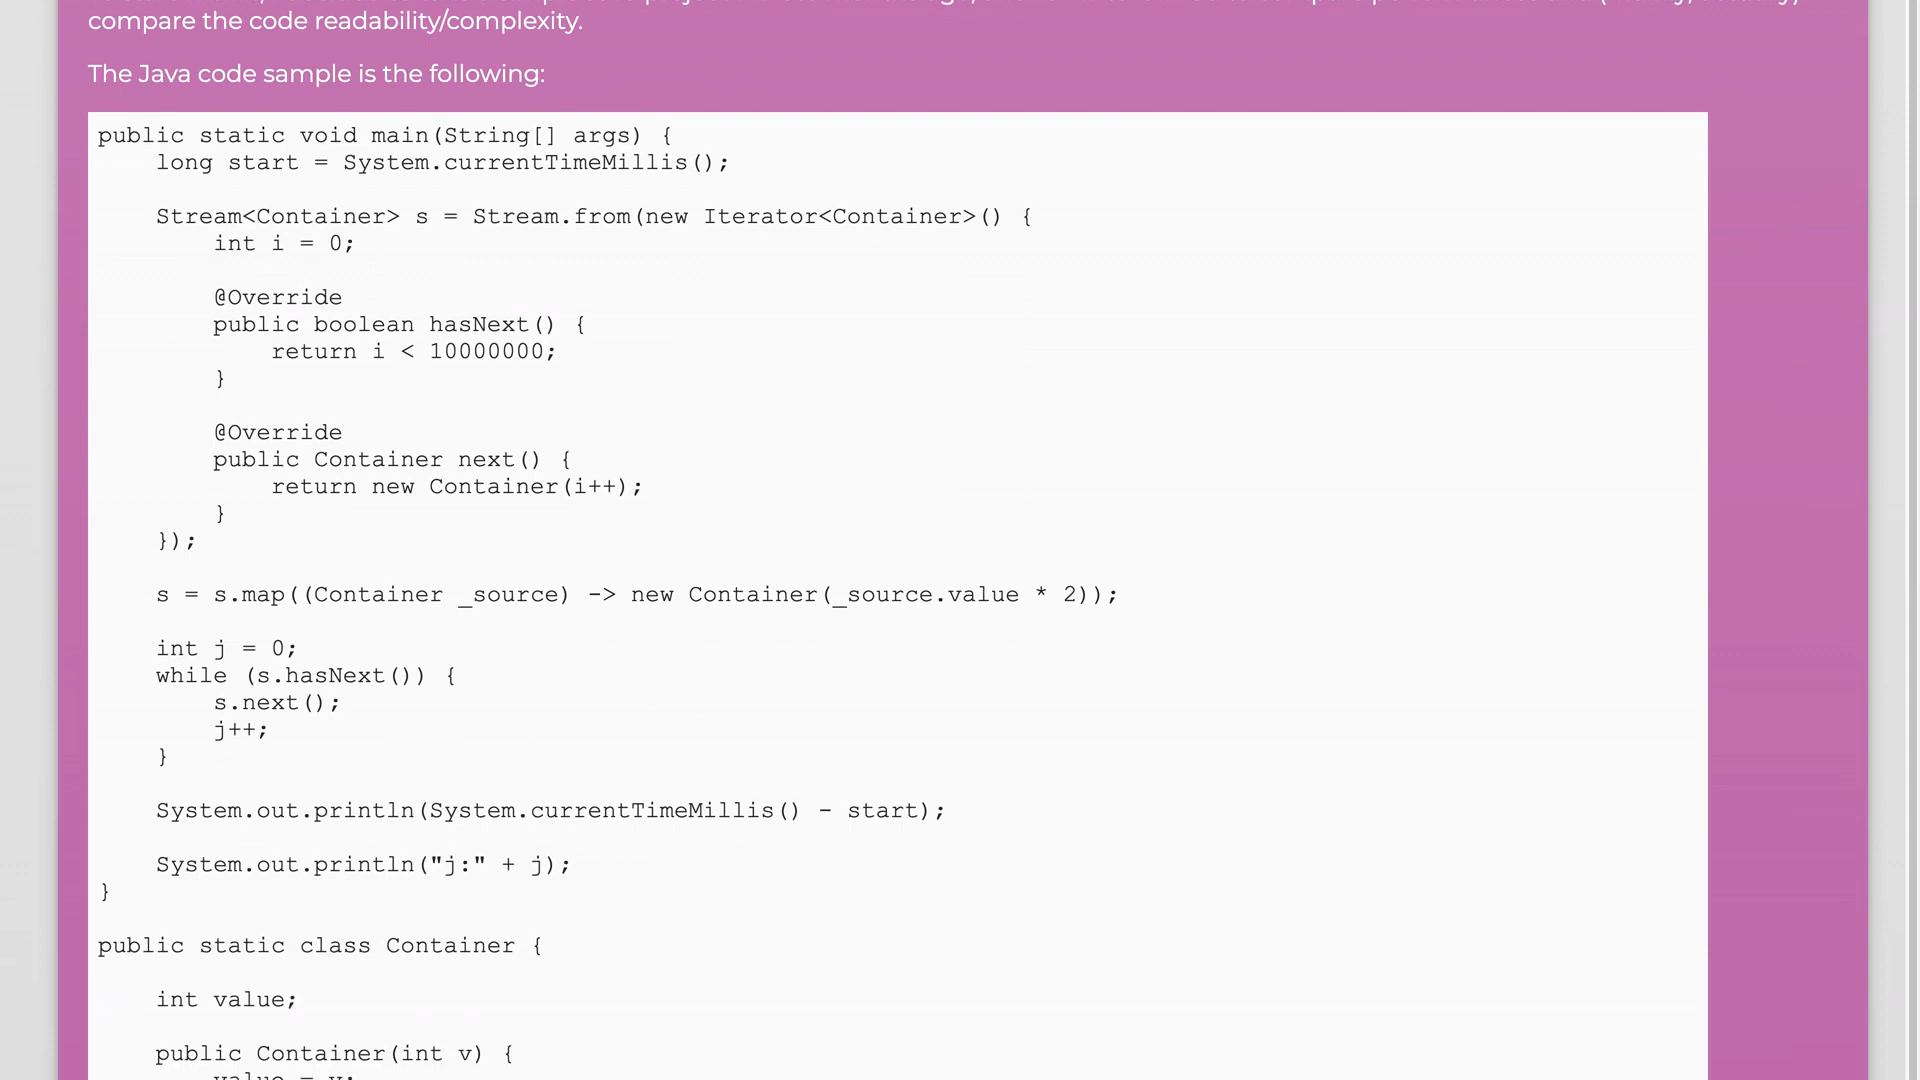 compare the code readability/complexity.
The Java code sample is the following:
public static void main(String[] args) {
    long start = System.currentTimeMillis();
    Stream<Container> s = Stream.from(new Iterator<Container>() {
        int i = 0;
        @Override
        public boolean hasNext() {
            return i < 10000000;
        }
        @Override
        public Container next() {
            return new Container(i++);
        }
    });
    s = s.map((Container _source) -> new Container(_source.value * 2));
    int j = 0;
    while (s.hasNext()) {
        s.next();
        j++;
    }
    System.out.println(System.currentTimeMillis() - start);
    System.out.println("j:" + j);
}
public static class Container {
    int value;
    public Container(int v) {
        value = v;